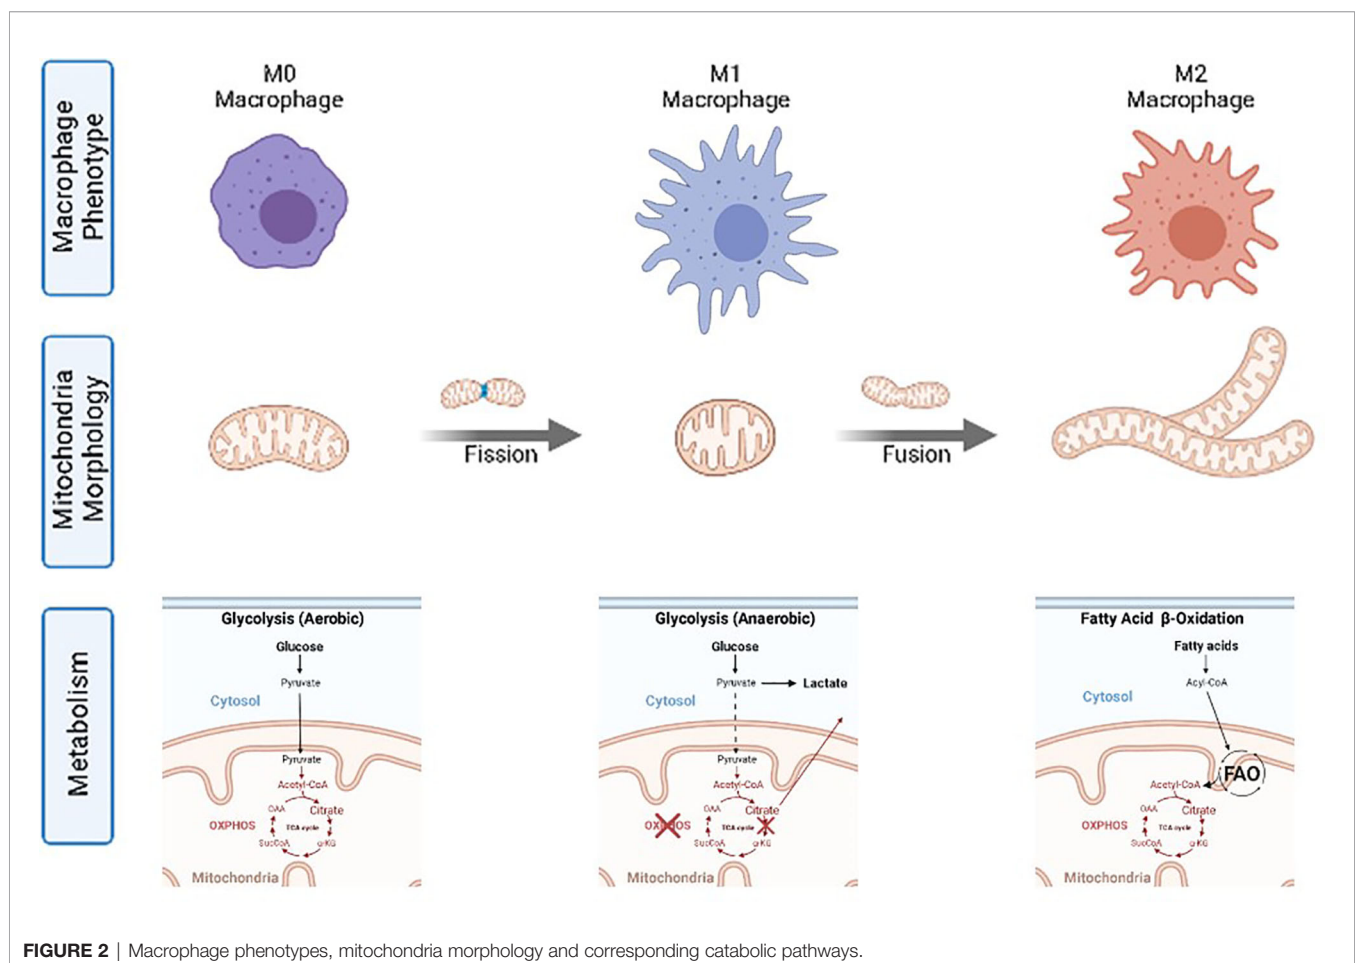 Macrophage
Phenotype
M0
Macrophage
M1
Macrophage
M2
Macrophage
Mitochondria
Morphology
Fission
Fusion
Metabolism
Glycolysis (Aerobic)
Glucose
Pyruvate
Cytosol
Pyruvate
Acetyl-CoA
OAA
Citrate
OXPHOS
TCA cycle
SucCoA
α-KG
Mitochondria
Glycolysis (Anaerobic)
Glucose
Pyruvate
Lactate
Cytosol
Pyruvate
Acetyl-CoA
OAA
Citrate
OXPHOS
TCA cycle
SucCoA
α-KG
Mitochondria
Fatty Acid β-Oxidation
Fatty acids
Acyl-CoA
Cytosol
FAO
Acetyl-CoA
OAA
Citrate
OXPHOS
TCA cycle
SucCoA
α-KG
Mitochondria
FIGURE 2 | Macrophage phenotypes, mitochondria morphology and corresponding catabolic pathways.